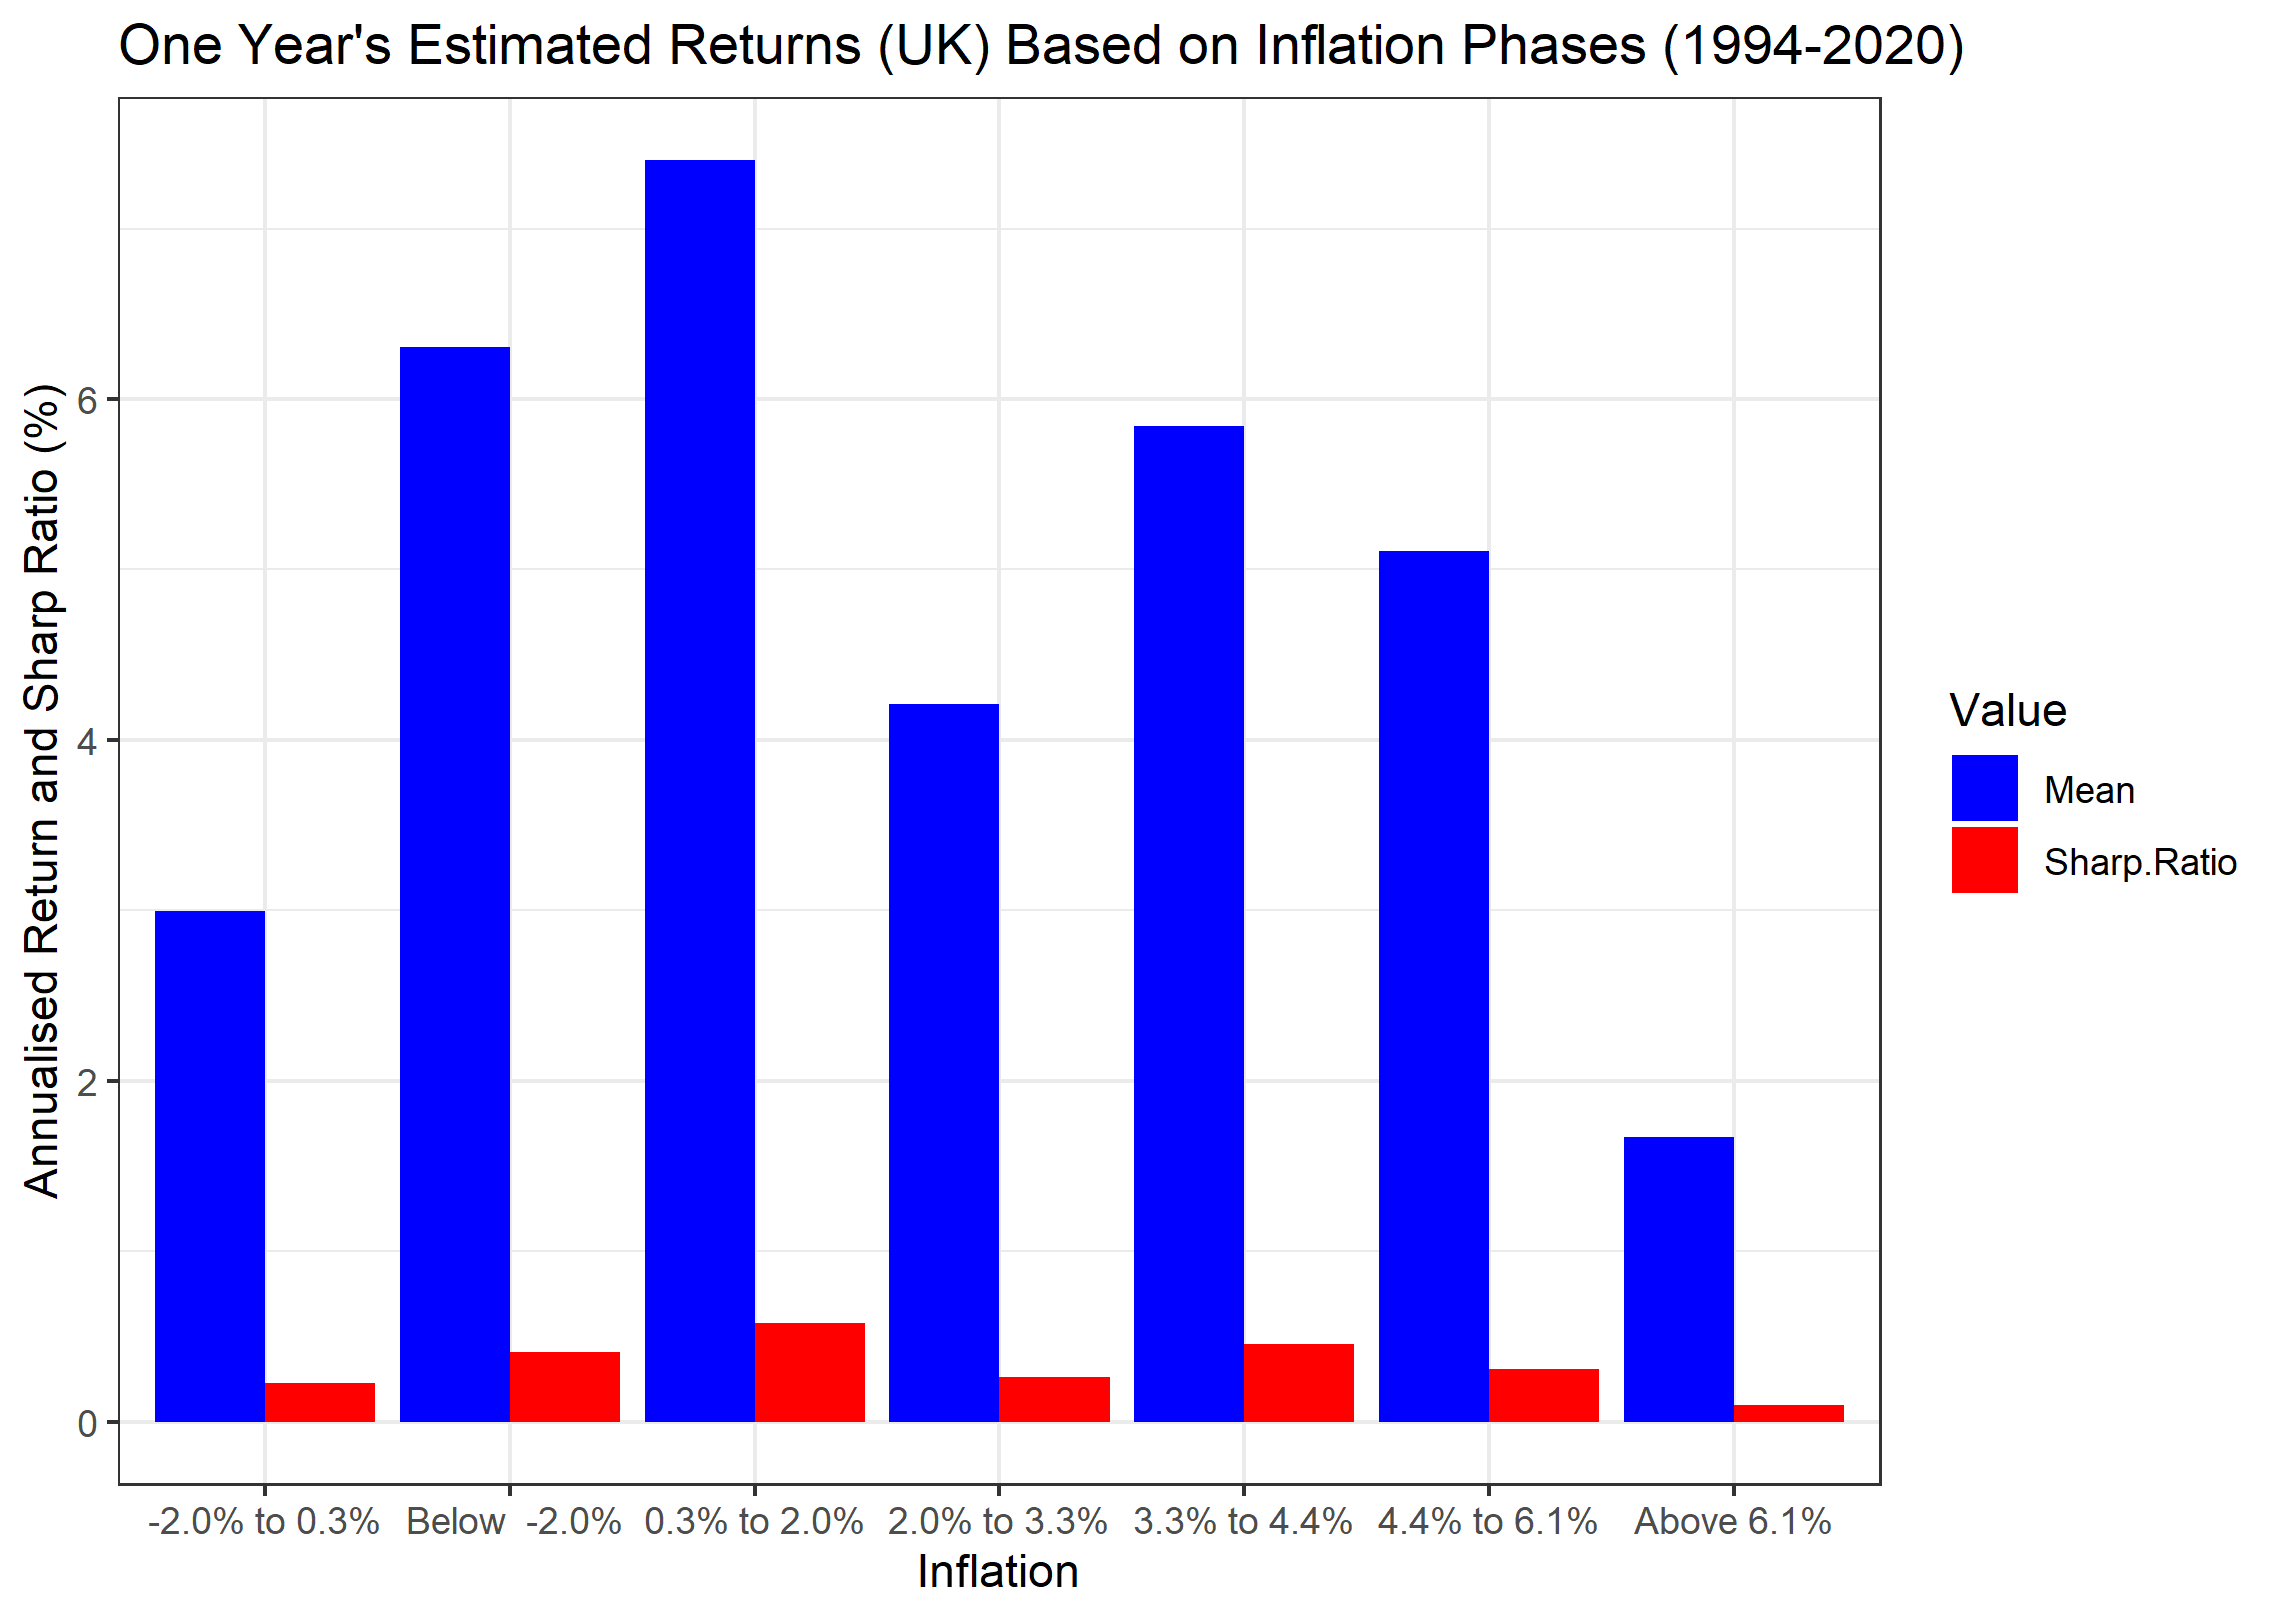 One Year's Estimated Returns (UK) Based on Inflation Phases (1994-2020)
Annualised Return and Sharp Ratio (%)
6
4
2
0
-2.0% to 0.3%
Below  -2.0%
0.3% to 2.0%
2.0% to 3.3%
3.3% to 4.4%
4.4% to 6.1%
Above 6.1%
Inflation
Value
Mean
Sharp.Ratio